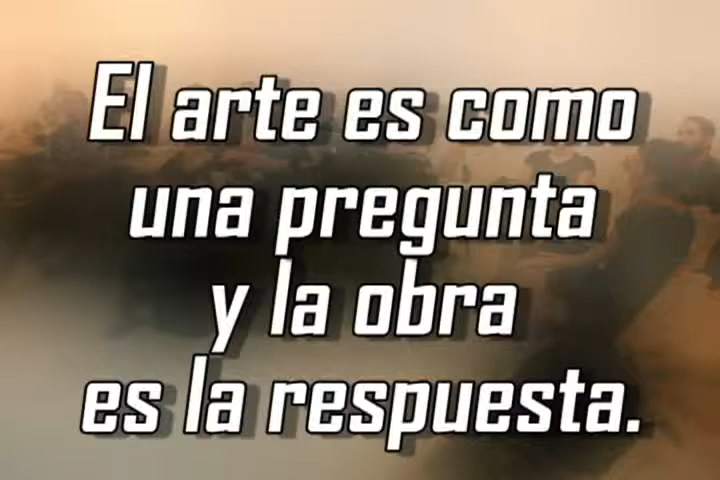 El arte es como
una pregunta
y la obra
es la respuesta.